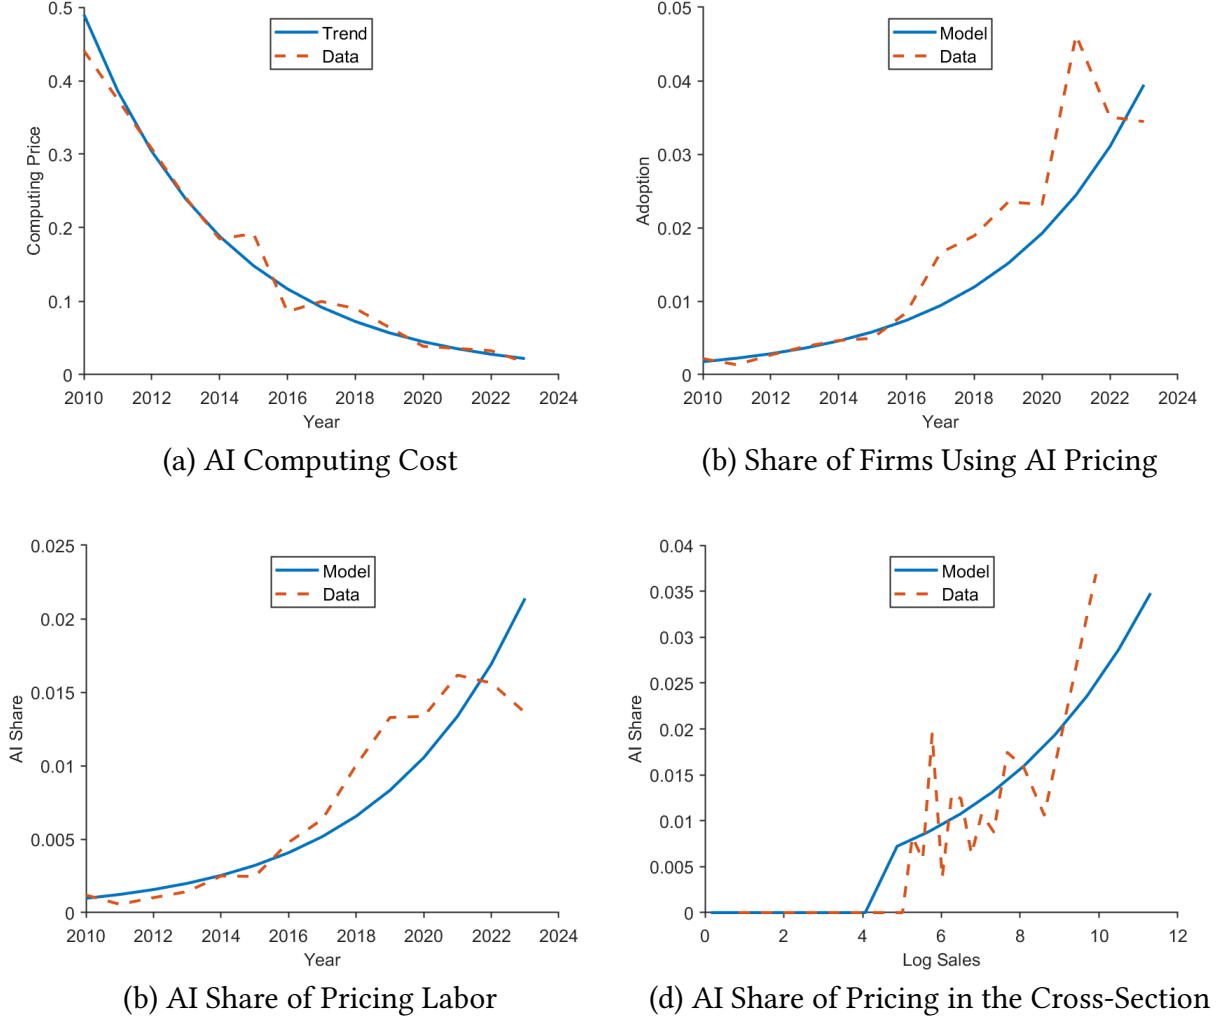 0.5
0.4
0.3
0.2
0.1
0
Computing Price
Trend
Data
2010 2012 2014 2016 2018 2020 2022 2024
Year
(a) AI Computing Cost
0.05
0.04
0.03
0.02
0.01
0
Adoption
Model
Data
2010 2012 2014 2016 2018 2020 2022 2024
Year
(b) Share of Firms Using AI Pricing
0.025
0.02
0.015
0.01
0.005
0
AI Share
Model
Data
2010 2012 2014 2016 2018 2020 2022 2024
Year
(b) AI Share of Pricing Labor
0.04
0.035
0.03
0.025
0.02
0.015
0.01
0.005
0
AI Share
Model
Data
0 2 4 6 8 10 12
Log Sales
(d) AI Share of Pricing in the Cross-Section